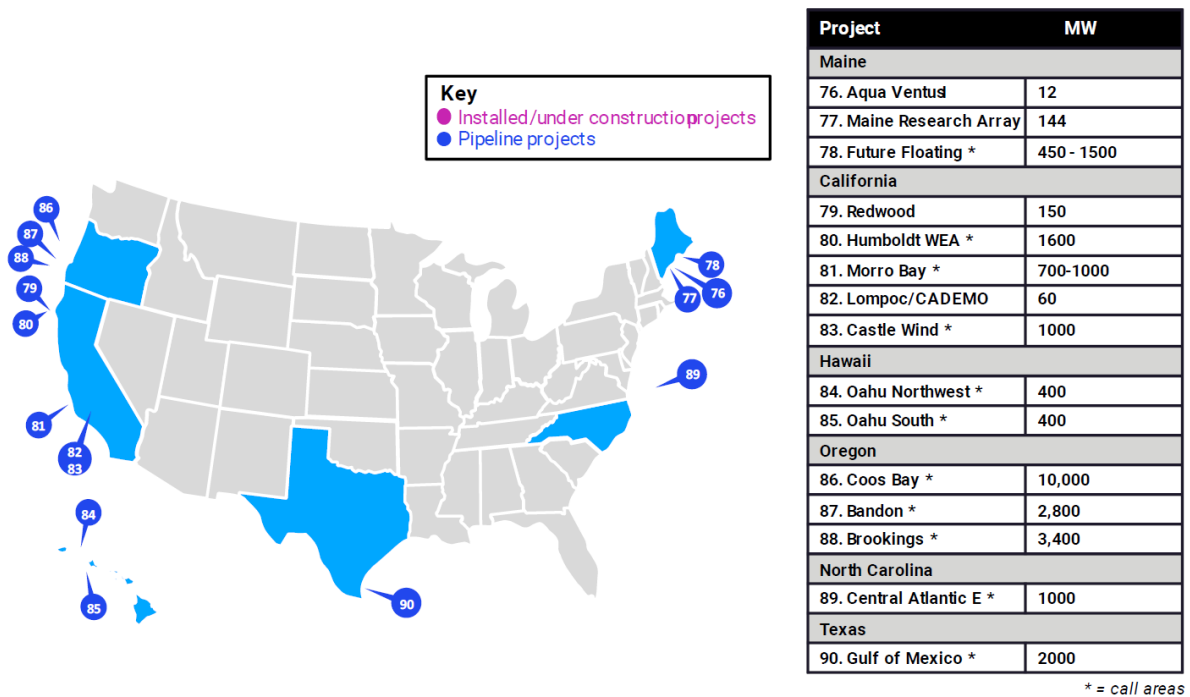 Key
Installed/under constructionprojects
Pipeline projects
86
87
88
79
80
81
82
83
84
85
78
76
77
89
90
Project MW
Maine
76. Aqua Ventus 12
77. Maine Research Array 144
78. Future Floating * 450 - 1500
California
79. Redwood 150
80. Humboldt WEA * 1600
81. Morro Bay * 700-1000
82. Lompoc/CADEMO 60
83. Castle Wind * 1000
Hawaii
84. Oahu Northwest * 400
85. Oahu South * 400
Oregon
86. Coos Bay * 10,000
87. Bandon * 2,800
88. Brookings * 3,400
North Carolina
89. Central Atlantic E * 1000
Texas
90. Gulf of Mexico * 2000
* = call areas